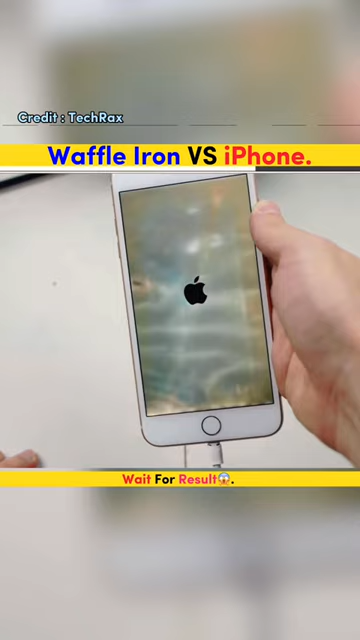 Credit : TechRax
Waffle Iron VS iPhone.
Wait For Result😱.